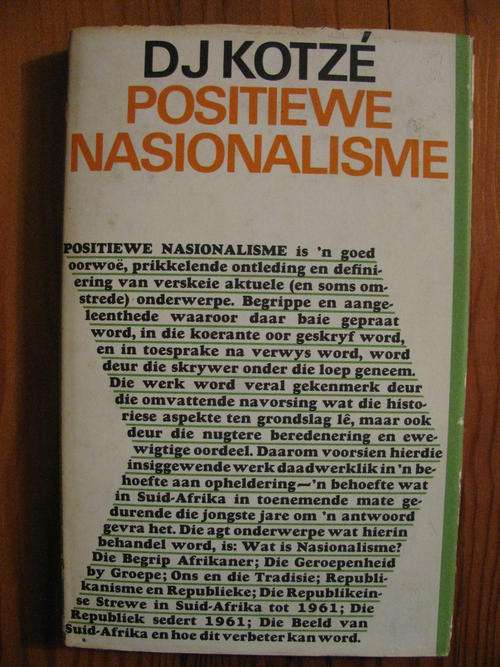 DJ KOTZÉ
POSITIEWE
NASIONALISME
POSITIEWE NASIONALISME is 'n goed
oorwoë, prikkelende ontleding en defini-
ering van verskeie aktuele (en soms om-
strede) onderwerpe. Begrippe en aange-
leenthede waaroor daar baie gepraat
word, in die koerante oor geskryf word,
en in toesprake na verwys word, word
deur die skrywer onder die loep geneem.
Die werk word veral gekenmerk deur
die omvattende navorsing wat die histo-
riese aspekte ten grondslag lê, maar ook
deur die nugtere beredenering en ewe-
wigtige oordeel. Daarom voorsien hierdie
insiggewende werk daadwerklik in 'n be-
hoefte aan opheldering—'n behoefte wat
in Suid-Afrika in toenemende mate ge-
durende die jongste jare om 'n antwoord
gevra het. Die agt onderwerpe wat hierin
behandel word, is: Wat is Nasionalisme?
Die Begrip Afrikaner; Die Geroepenheid
by Groepe; Ons en die Tradisie; Republi-
kanisme en Republieke; Die Republikein-
se Strewe in Suid-Afrika tot 1961; Die
Republiek sedert 1961; Die Beeld van
Suid-Afrika en hoe dit verbeter kan word.